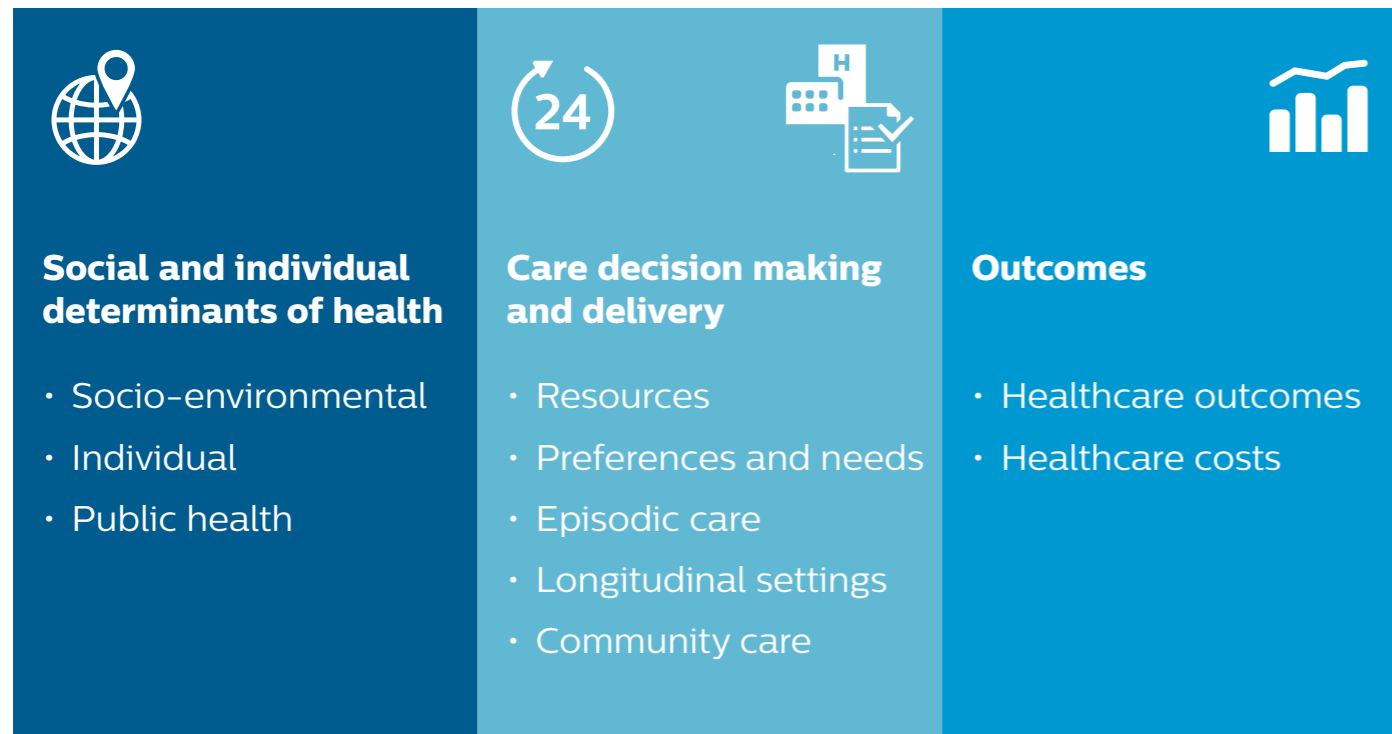 24
H
Social and individual
determinants of health
• Socio-environmental
• Individual
• Public health
Care decision making
and delivery
• Resources
• Preferences and needs
• Episodic care
• Longitudinal settings
• Community care
Outcomes
• Healthcare outcomes
• Healthcare costs